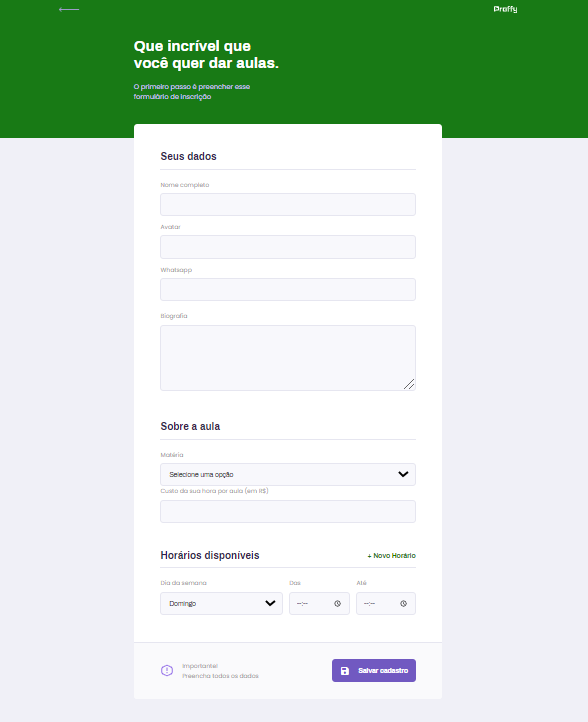 Proffy
Que incrível que
você quer dar aulas.
O primeiro passo é preencher esse
formulário de inscrição
Seus dados
Nome completo
Avatar
Whatsapp
Biografia
Sobre a aula
Matéria
Selecione uma opção
Custo da sua hora por aula (em R$)
Horários disponíveis
+ Novo Horário
Dia da semana Das Até
Domingo --:-- --:--
Importante!
Preencha todos os dados
Salvar cadastro